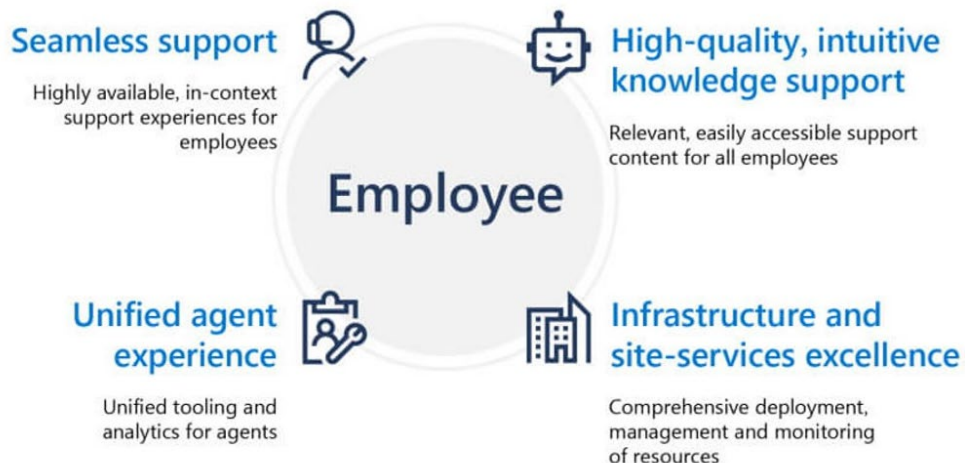 Seamless support
Highly available, in-context
support experiences for
employees
High-quality, intuitive
knowledge support
Relevant, easily accessible support
content for all employees
Employee
Unified agent
experience
Unified tooling and
analytics for agents
Infrastructure and
site-services excellence
Comprehensive deployment,
management and monitoring
of resources